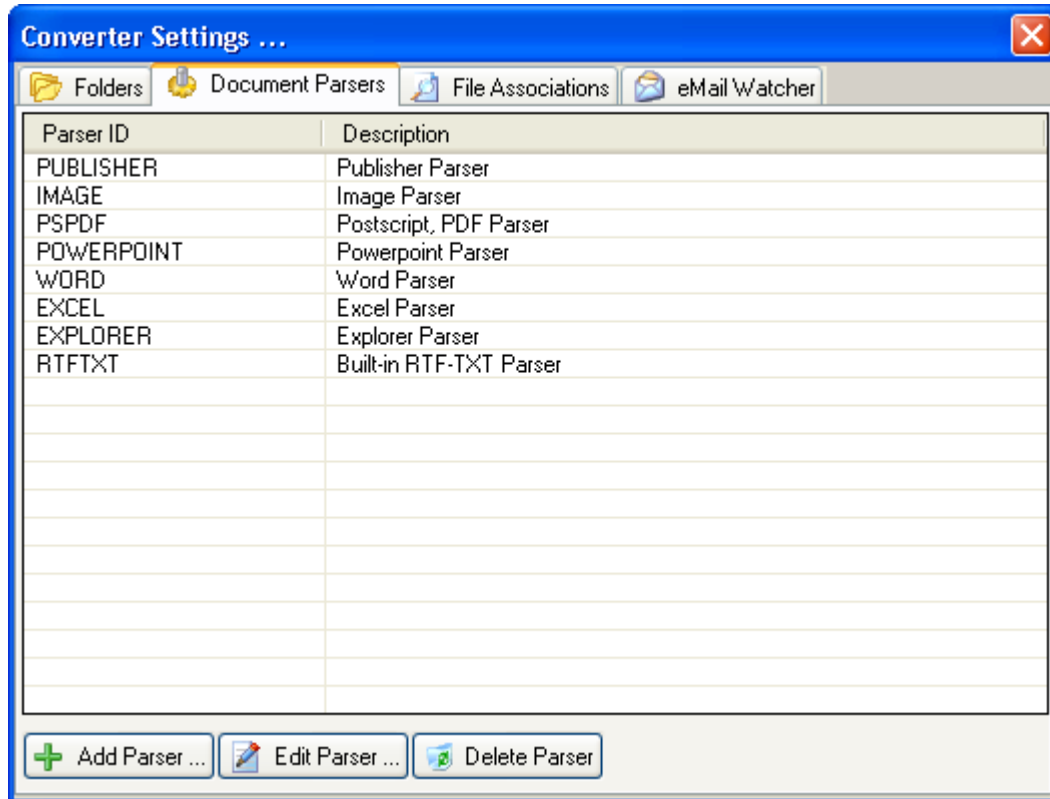 Converter Settings ...
Folders Document Parsers File Associations eMail Watcher
Parser ID Description
PUBLISHER Publisher Parser
IMAGE Image Parser
PSPDF Postscript, PDF Parser
POWERPOINT Powerpoint Parser
WORD Word Parser
EXCEL Excel Parser
EXPLORER Explorer Parser
RTFTXT Built-in RTF-TXT Parser
Add Parser ... Edit Parser ... Delete Parser